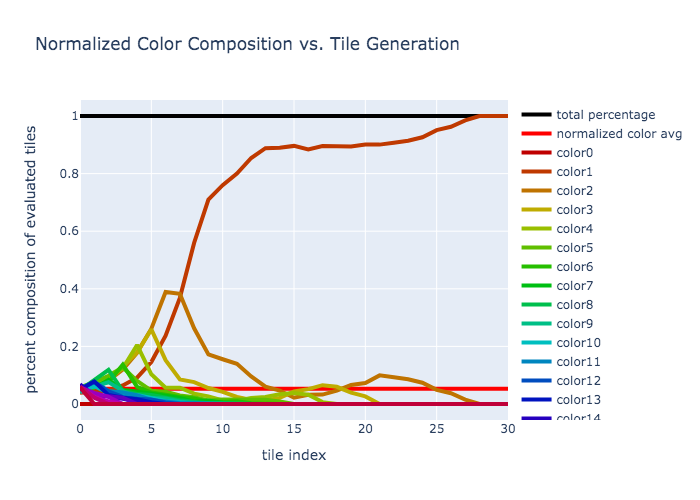 Normalized Color Composition vs. Tile Generation
percent composition of evaluated tiles
1
0.8
0.6
0.4
0.2
0
0 5 10 15 20 25 30
tile index
total percentage
normalized color avg
color0
color1
color2
color3
color4
color5
color6
color7
color8
color9
color10
color11
color12
color13
color14